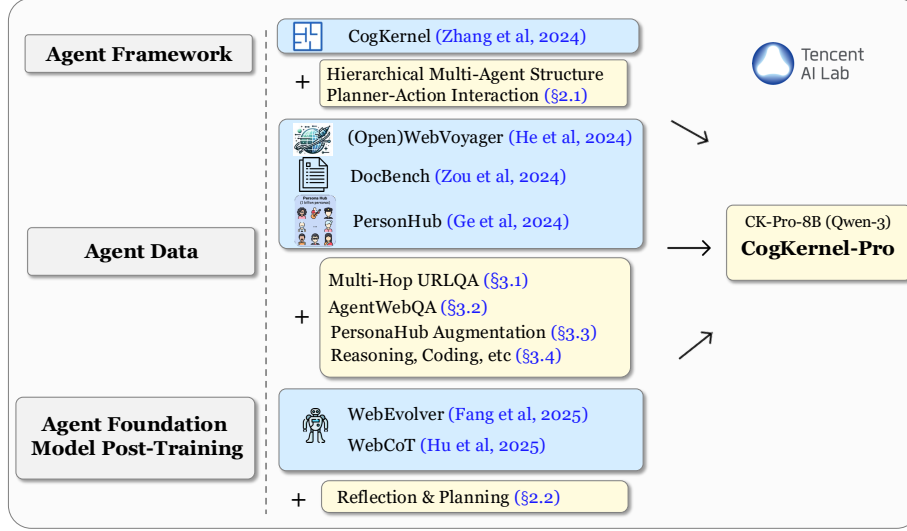 Agent Framework
CogKernel (Zhang et al, 2024)
+ Hierarchical Multi-Agent Structure
Planner-Action Interaction (§2.1)
Tencent
AI Lab
Agent Data
(Open)WebVoyager (He et al, 2024)
DocBench (Zou et al, 2024)
Persona Hub
PersonHub (Ge et al, 2024)
+ Multi-Hop URLQA (§3.1)
AgentWebQA (§3.2)
PersonaHub Augmentation (§3.3)
Reasoning, Coding, etc (§3.4)
Agent Foundation
Model Post-Training
WebEvolver (Fang et al, 2025)
WebCoT (Hu et al, 2025)
+ Reflection & Planning (§2.2)
CK-Pro-8B (Qwen-3)
CogKernel-Pro